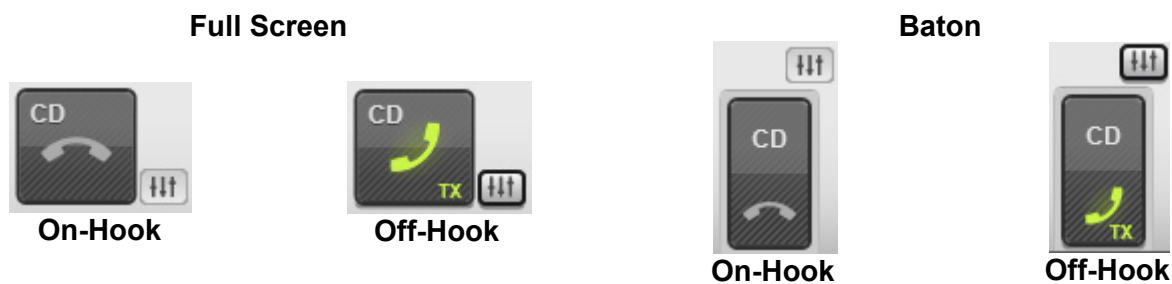 Full Screen
Baton
CD
On-Hook
CD
TX
Off-Hook
CD
On-Hook
CD
TX
Off-Hook